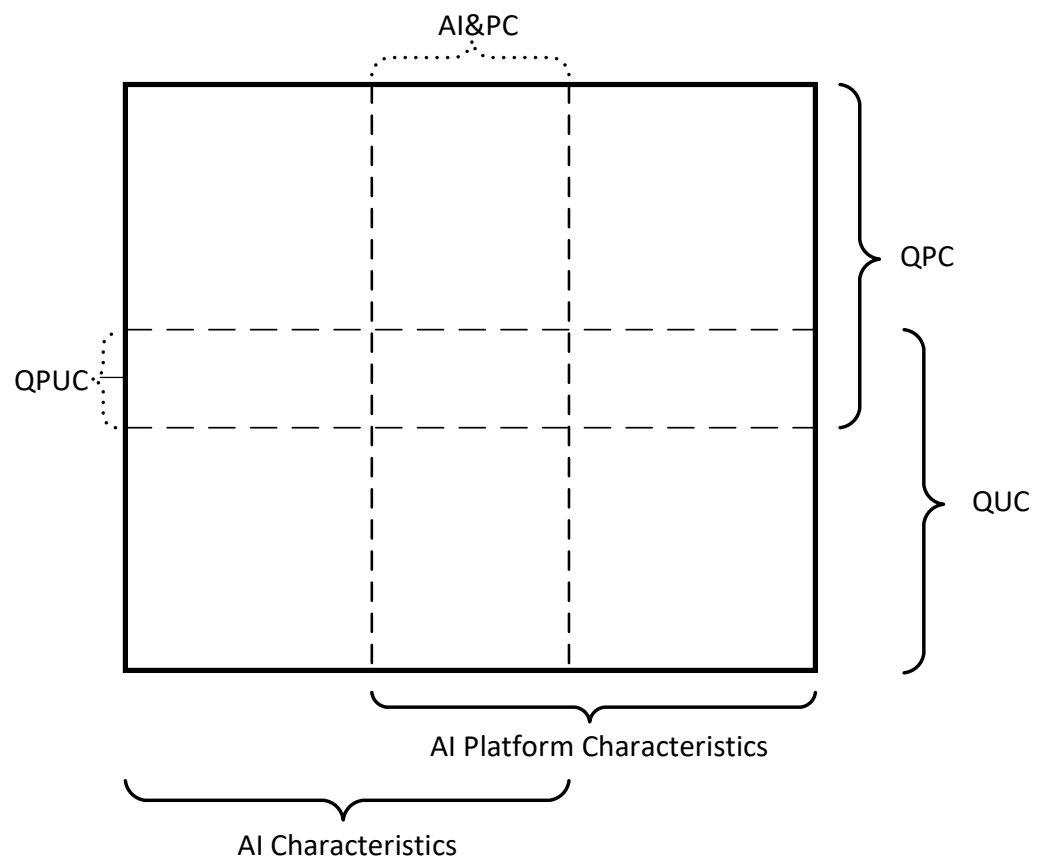 AI&PC
QPC
QPUC
QUC
AI Platform Characteristics
AI Characteristics